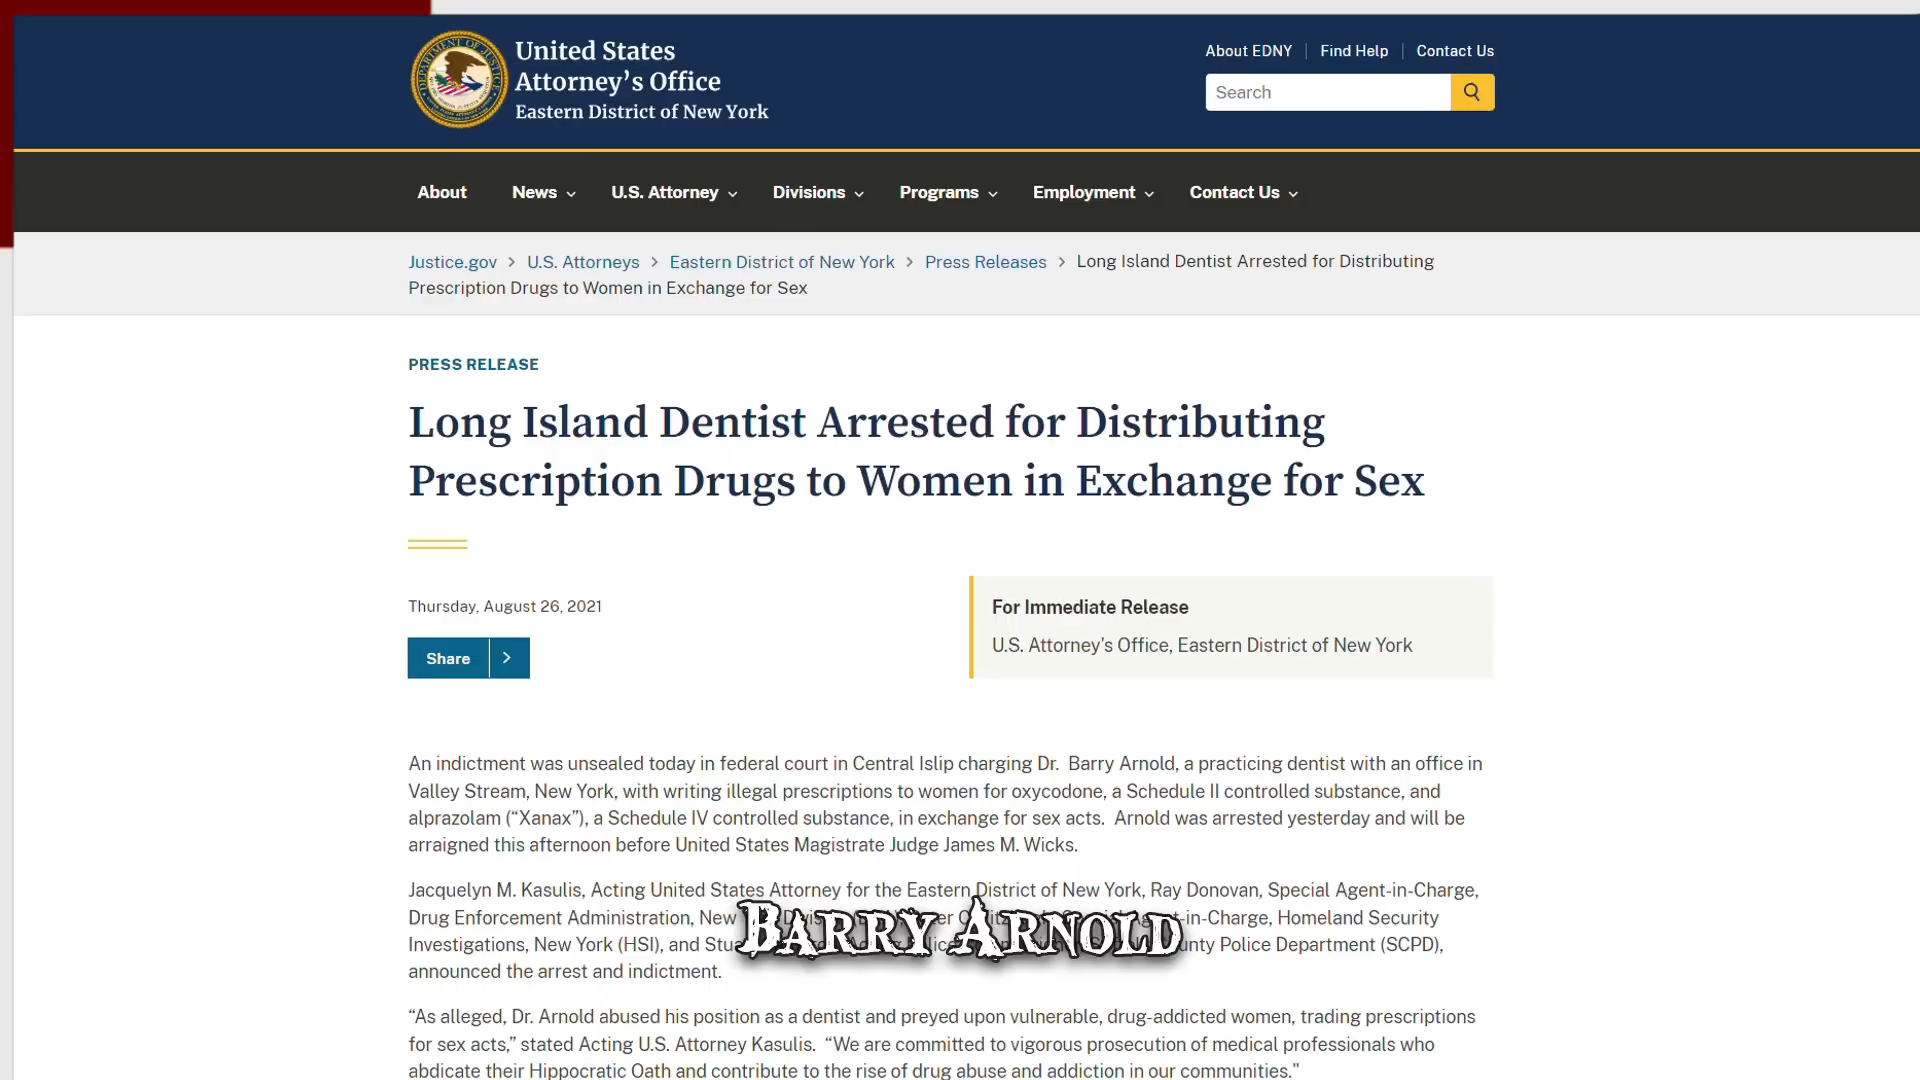 United States
Attorney's Office
Eastern District of New York
About EDNY
Find Help
Contact Us
Search
About
News
U.S. Attorney
Divisions
Programs
Employment
Contact Us
Justice.gov > U.S. Attorneys > Eastern District of New York > Press Releases > Long Island Dentist Arrested for Distributing
Prescription Drugs to Women in Exchange for Sex
PRESS RELEASE
Long Island Dentist Arrested for Distributing
Prescription Drugs to Women in Exchange for Sex
Thursday, August 26, 2021
Share
For Immediate Release
U.S. Attorney's Office, Eastern District of New York
An indictment was unsealed today in federal court in Central Islip charging Dr.  Barry Arnold, a practicing dentist with an office in
Valley Stream, New York, with writing illegal prescriptions to women for oxycodone, a Schedule II controlled substance, and
alprazolam (“Xanax”), a Schedule IV controlled substance, in exchange for sex acts.  Arnold was arrested yesterday and will be
arraigned this afternoon before United States Magistrate Judge James M. Wicks.
Jacquelyn M. Kasulis, Acting United States Attorney for the Eastern District of New York, Ray Donovan, Special Agent-in-Charge,
Drug Enforcement Administration, New in-Charge, Homeland Security
Investigations, New York (HSI), and Police Department (SCPD),
announced the arrest and indictment.
Barry Arnold
“As alleged, Dr. Arnold abused his position as a dentist and preyed upon vulnerable, drug-addicted women, trading prescriptions
for sex acts,” stated Acting U.S. Attorney Kasulis.  “We are committed to vigorous prosecution of medical professionals who
abdicate their Hippocratic Oath and contribute to the rise of drug abuse and addiction in our communities."